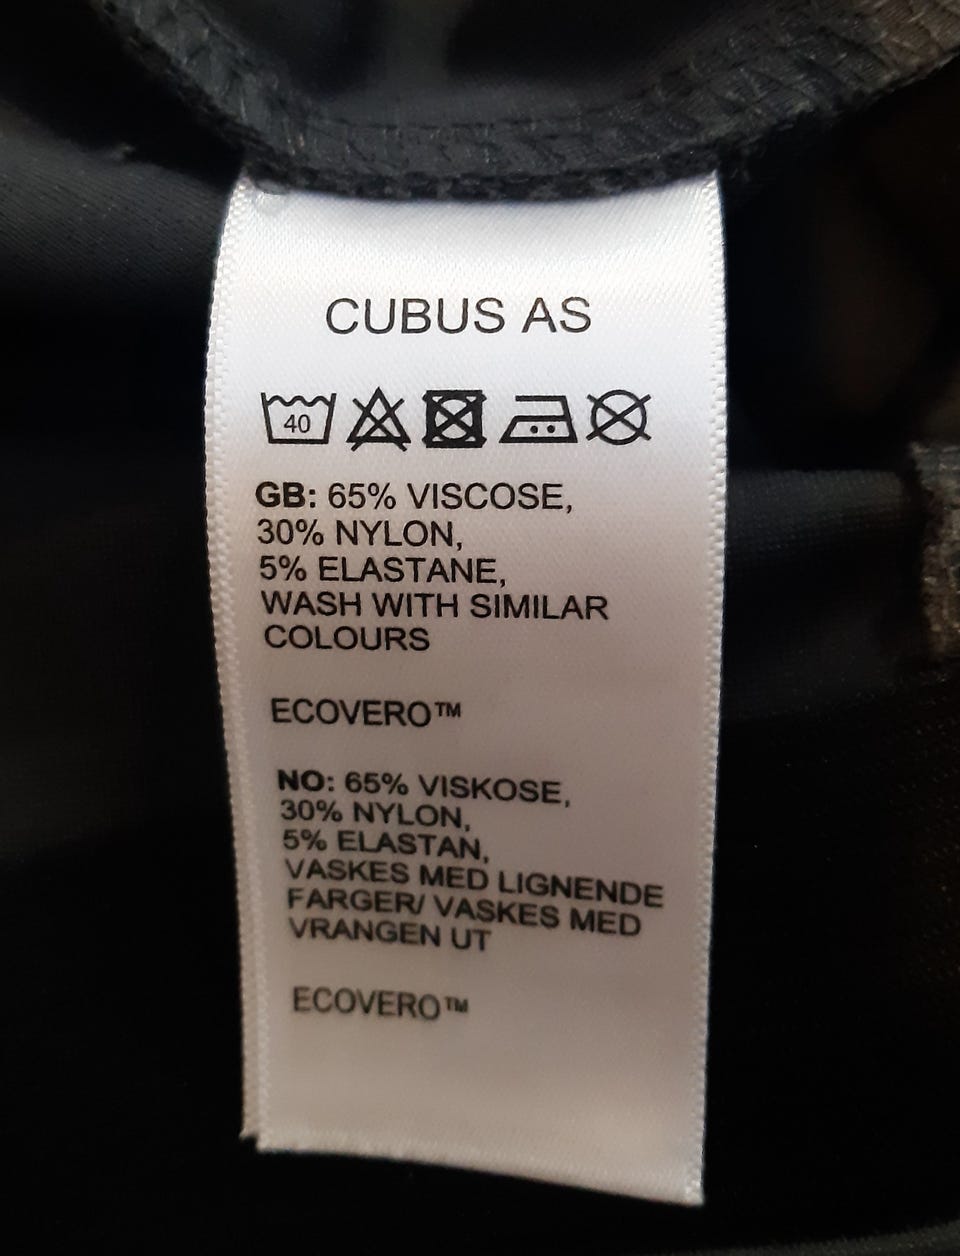 CUBUS AS
40
GB: 65% VISCOSE,
30% NYLON,
5% ELASTANE,
WASH WITH SIMILAR
COLOURS
ECOVERO™
NO: 65% VISKOSE,
30% NYLON,
5% ELASTAN,
VASKES MED LIGNENDE
FARGER/ VASKES MED
VRANGEN UT
ECOVERO™